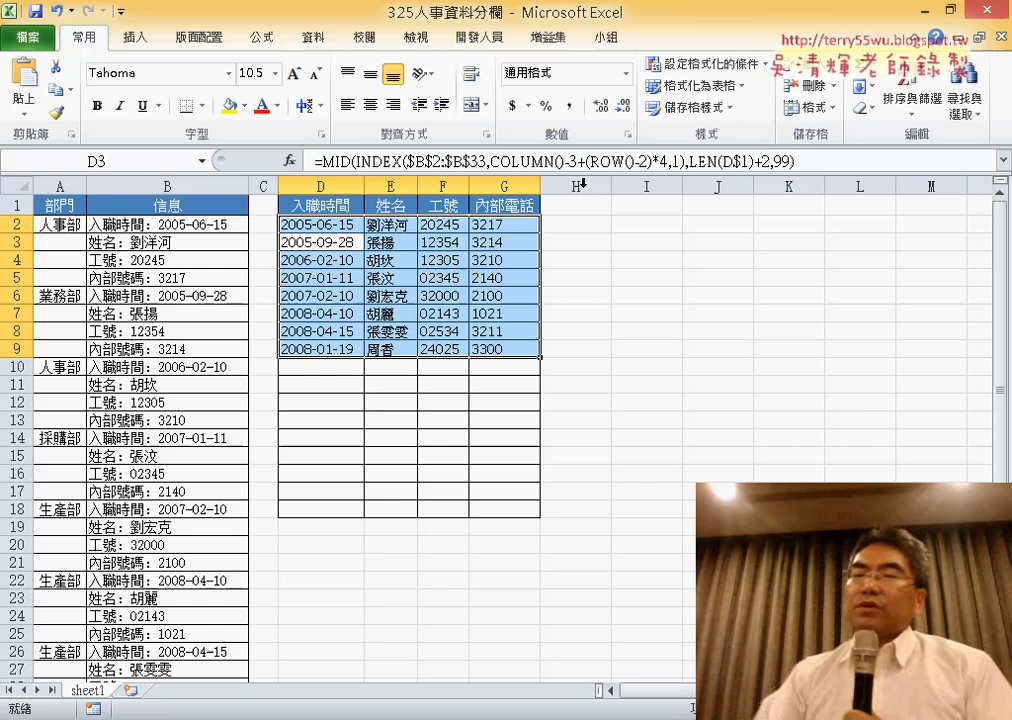 325人事資料分欄 - Microsoft Excel
檔案 常用 插入 版面配置 公式 資料 校閱 檢視 開發人員 增益集 小組
http://terry55wu.blogspot.tw
吳清輝老師錄製
貼上 Tahoma 10.5 通用格式 設定格式化的條件 格式化為表格 儲存格樣式 刪除 格式 排序與篩選 尋找與選取
剪貼簿 字型 對齊方式 數值 樣式 儲存格 編輯
D3 fx =MID(INDEX($B$2:$B$33,COLUMN()-3+(ROW()-2)*4,1),LEN(D$1)+2,99)
A B C D E F G H I J K L M
1 部門 信息 入職時間 姓名 工號 內部電話
2 人事部 入職時間：2005-06-15 2005-06-15 劉洋河 20245 3217
3 姓名：劉洋河 2005-09-28 張揚 12354 3214
4 工號：20245 2006-02-10 胡坎 12305 3210
5 內部號碼：3217 2007-01-11 張汶 02345 2140
6 業務部 入職時間：2005-09-28 2007-02-10 劉宏克 32000 2100
7 姓名：張揚 2008-04-10 胡麗 02143 1021
8 工號：12354 2008-04-15 張雯雯 02534 3211
9 內部號碼：3214 2008-01-19 周香 24025 3300
10 人事部 入職時間：2006-02-10
11 姓名：胡坎
12 工號：12305
13 內部號碼：3210
14 採購部 入職時間：2007-01-11
15 姓名：張汶
16 工號：02345
17 內部號碼：2140
18 生產部 入職時間：2007-02-10
19 姓名：劉宏克
20 工號：32000
21 內部號碼：2100
22 生產部 入職時間：2008-04-10
23 姓名：胡麗
24 工號：02143
25 內部號碼：1021
26 生產部 入職時間：2008-04-15
27 姓名：張雯雯
sheet1
就緒